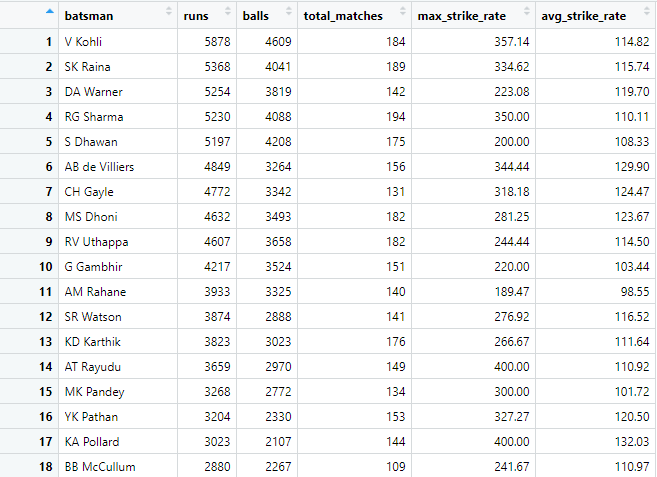 batsman runs balls total_matches max_strike_rate avg_strike_rate
1 V Kohli 5878 4609 184 357.14 114.82
2 SK Raina 5368 4041 189 334.62 115.74
3 DA Warner 5254 3819 142 223.08 119.70
4 RG Sharma 5230 4088 194 350.00 110.11
5 S Dhawan 5197 4208 175 200.00 108.33
6 AB de Villiers 4849 3264 156 344.44 129.90
7 CH Gayle 4772 3342 131 318.18 124.47
8 MS Dhoni 4632 3493 182 281.25 123.67
9 RV Uthappa 4607 3658 182 244.44 114.50
10 G Gambhir 4217 3524 151 220.00 103.44
11 AM Rahane 3933 3325 140 189.47 98.55
12 SR Watson 3874 2888 141 276.92 116.52
13 KD Karthik 3823 3023 176 266.67 111.64
14 AT Rayudu 3659 2970 149 400.00 110.92
15 MK Pandey 3268 2772 134 300.00 101.72
16 YK Pathan 3204 2330 153 327.27 120.50
17 KA Pollard 3023 2107 144 400.00 132.03
18 BB McCullum 2880 2267 109 241.67 110.97